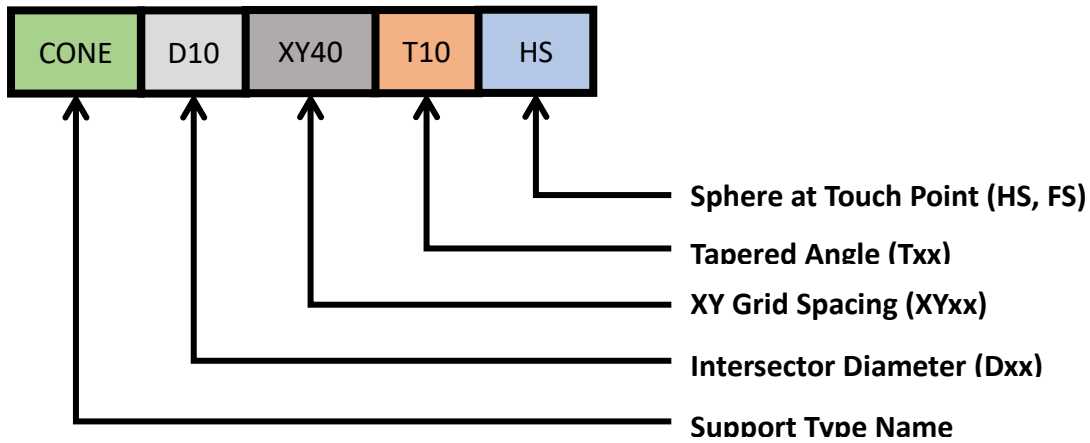 CONE D10 XY40 T10 HS
Sphere at Touch Point (HS, FS)
Tapered Angle (Txx)
XY Grid Spacing (XYxx)
Intersector Diameter (Dxx)
Support Type Name